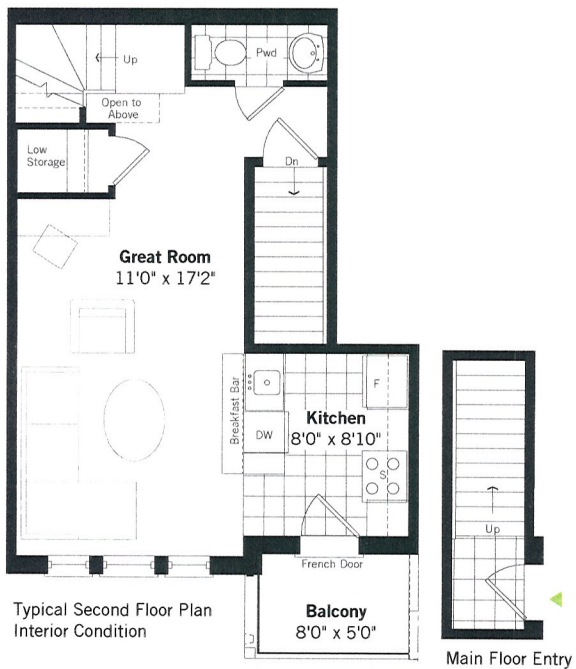 Up
Pwd
Open to
Above
Low
Storage
Dn
Great Room
11'0" x 17'2"
Breakfast Bar
F
Kitchen
8'0" x 8'10"
DW
S
French Door
Up
Balcony
8'0" x 5'0"
Typical Second Floor Plan
Interior Condition
Main Floor Entry